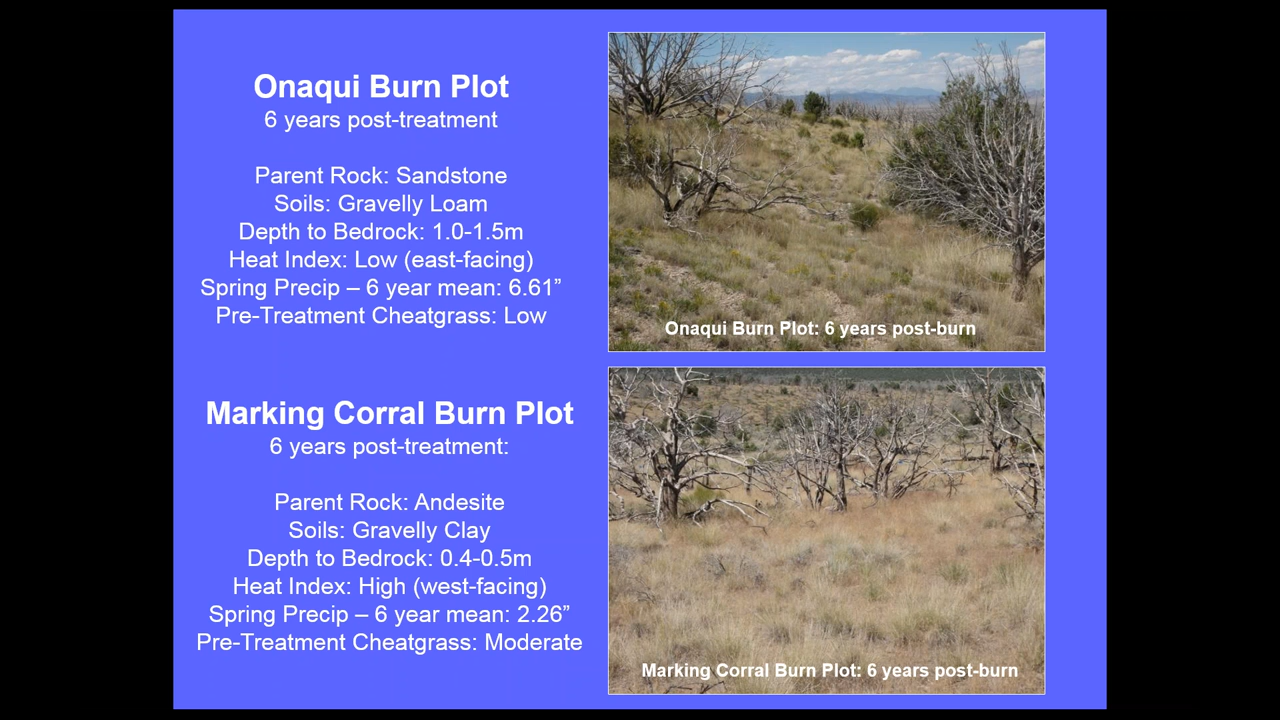 Onaqui Burn Plot
6 years post-treatment
Parent Rock: Sandstone
Soils: Gravelly Loam
Depth to Bedrock: 1.0-1.5m
Heat Index: Low (east-facing)
Spring Precip – 6 year mean: 6.61”
Pre-Treatment Cheatgrass: Low
Onaqui Burn Plot: 6 years post-burn
Marking Corral Burn Plot
6 years post-treatment:
Parent Rock: Andesite
Soils: Gravelly Clay
Depth to Bedrock: 0.4-0.5m
Heat Index: High (west-facing)
Spring Precip – 6 year mean: 2.26”
Pre-Treatment Cheatgrass: Moderate
Marking Corral Burn Plot: 6 years post-burn